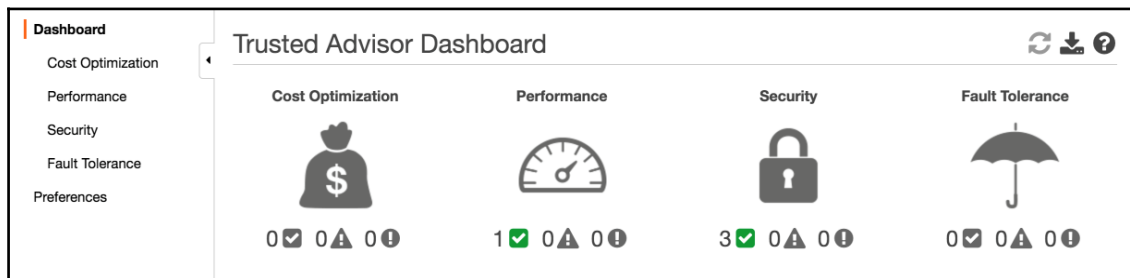 Dashboard
Cost Optimization
Performance
Security
Fault Tolerance
Preferences
Trusted Advisor Dashboard
Cost Optimization
$
0 0 0
Performance
1 0 0
Security
3 0 0
Fault Tolerance
0 0 0